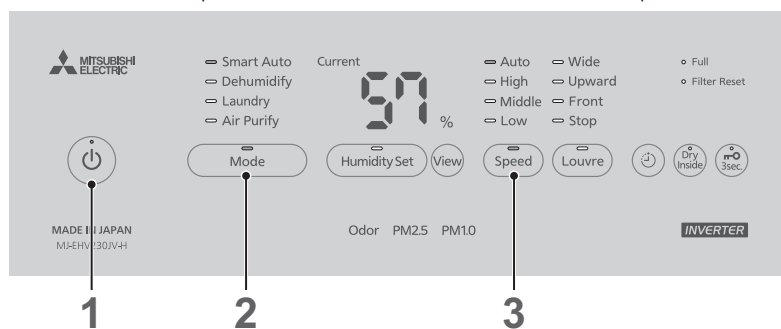 MITSUBISHI
ELECTRIC
Smart Auto
Dehumidify
Laundry
Air Purify
Current
57
%
Auto
High
Middle
Low
Wide
Upward
Front
Stop
Full
Filter Reset
Mode
Humidity Set
View
Speed
Louvre
Dry
Inside
3sec.
MADE IN JAPAN
MJ-EHV230JV-H
Odor PM2.5 PM1.0
INVERTER
1 2 3